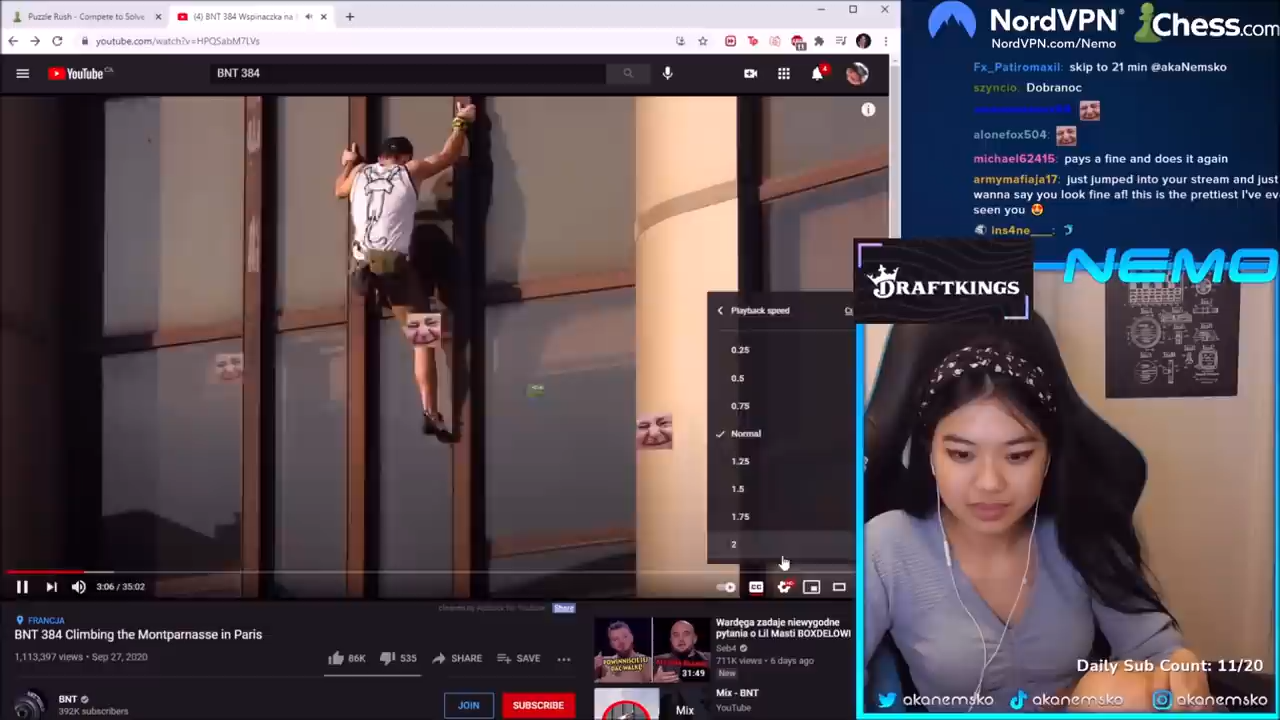 Puzzle Rush - Compete to Solve
(4) BNT 384 Wspinaczka na
youtube.com/watch?v=HPQSabM7LVs
YouTube CA
BNT 384
4
Playback speed
0.25
0.5
0.75
Normal
1.25
1.5
1.75
2
3:06 / 35:02
CC
HD
Share
FRANCJA
BNT 384 Climbing the Montparnasse in Paris
1,113,397 views • Sep 27, 2020
86K
535
SHARE
SAVE
BNT
392K subscribers
JOIN
SUBSCRIBE
31:49
Wardęga zadaje niewygodne
pytania o Lil Masti BOXDELOWI
Seb4
711K views • 6 days ago
New
Mix
Mix - BNT
YouTube
NordVPN®
NordVPN.com/Nemo
Chess.com
Fx_Patiromaxil: skip to 21 min @akaNemsko
szyncio. Dobranoc
alonefox504:
michael62415: pays a fine and does it again
armymafiaja17: just jumped into your stream and just
wanna say you look fine af! this is the prettiest I've eve
seen you
ins4ne___:
NEMO
DRAFTKINGS
Daily Sub Count: 11/20
akanemsko
akanemsko
akanemsko